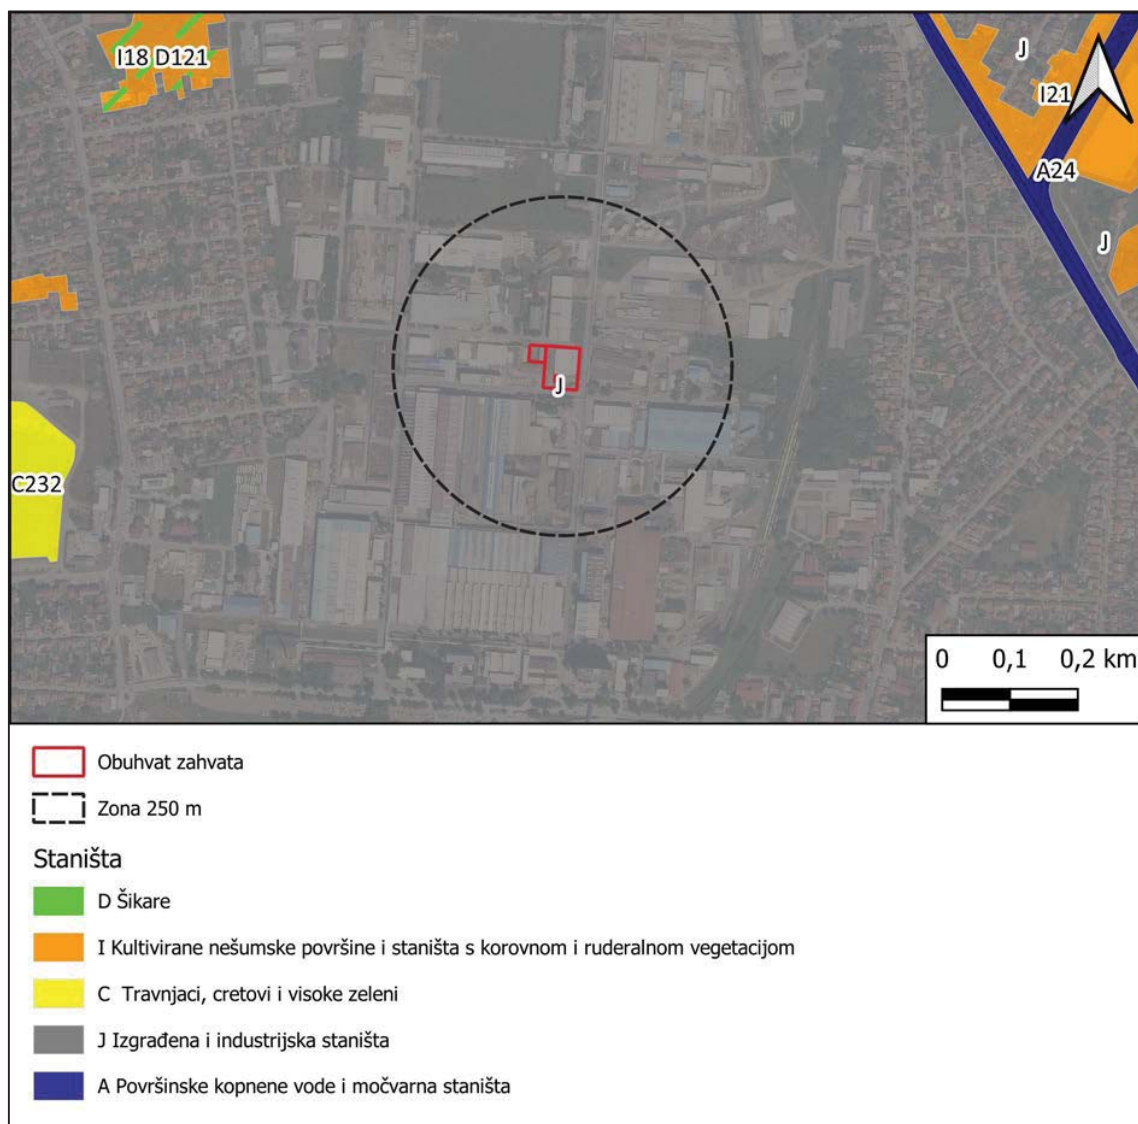 I18 D121
J
I21
A24
J
J
C232
0 0,1 0,2 km
Obuhvat zahvata
Zona 250 m
Staništa
D Šikare
I Kultivirane nešumske površine i staništa s korovnom i ruderalnom vegetacijom
C Travnjaci, cretovi i visoke zeleni
J Izgrađena i industrijska staništa
A Površinske kopnene vode i močvarna staništa